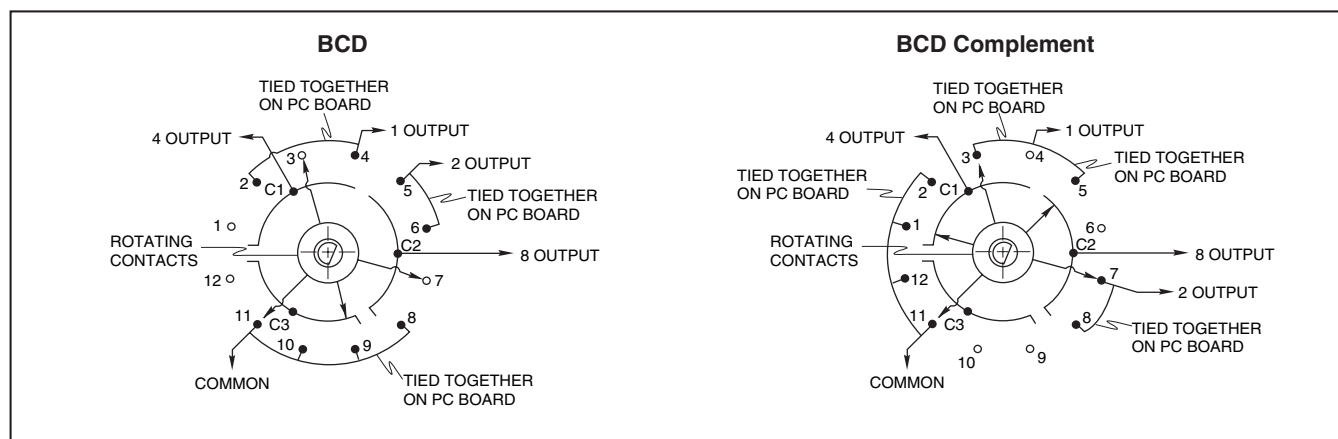 BCD
TIED TOGETHER
ON PC BOARD
4 OUTPUT
1 OUTPUT
3
4
2 OUTPUT
2
C1
5
TIED TOGETHER
ON PC BOARD
1
6
ROTATING
CONTACTS
C2
8 OUTPUT
12
7
11
C3
8
10
9
COMMON
TIED TOGETHER
ON PC BOARD
BCD Complement
TIED TOGETHER
ON PC BOARD
4 OUTPUT
1 OUTPUT
3
4
TIED TOGETHER
ON PC BOARD
TIED TOGETHER
ON PC BOARD
2
C1
5
1
6
ROTATING
CONTACTS
C2
8 OUTPUT
12
7
2 OUTPUT
11
C3
8
TIED TOGETHER
ON PC BOARD
10
9
COMMON